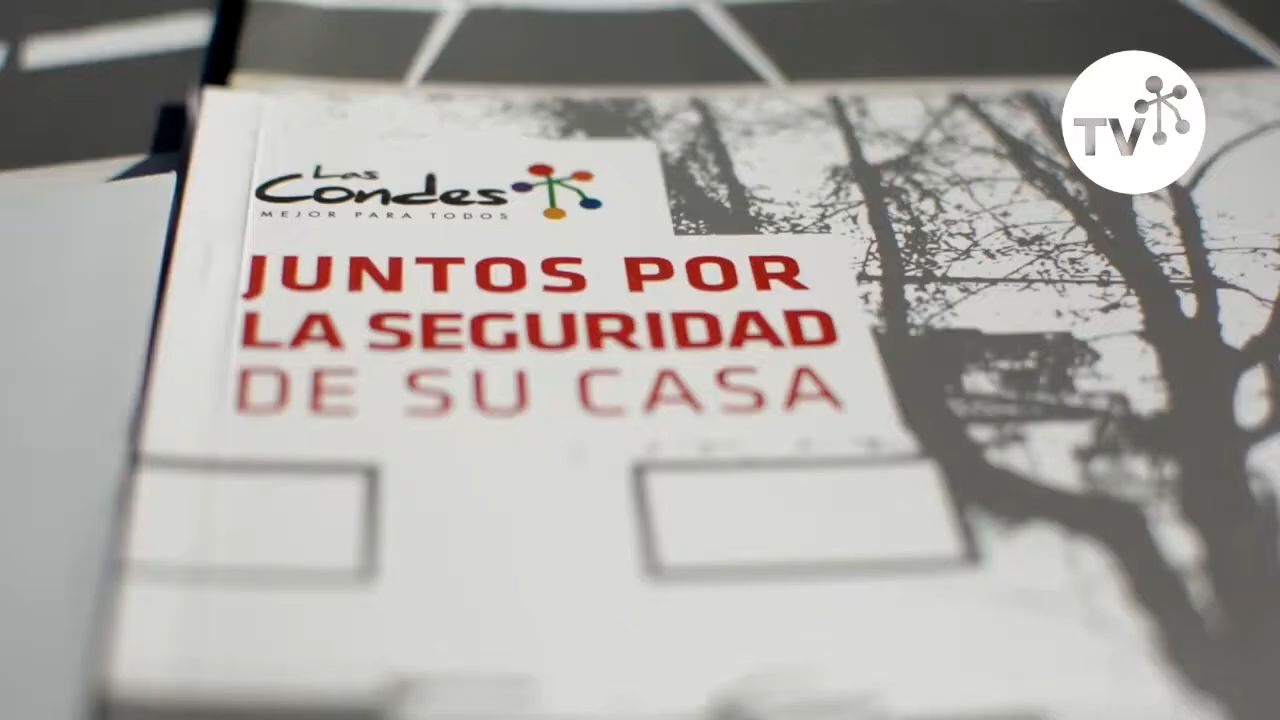 TV
Las
Condes
MEJOR PARA TODOS
JUNTOS POR
LA SEGURIDAD
DE SU CASA